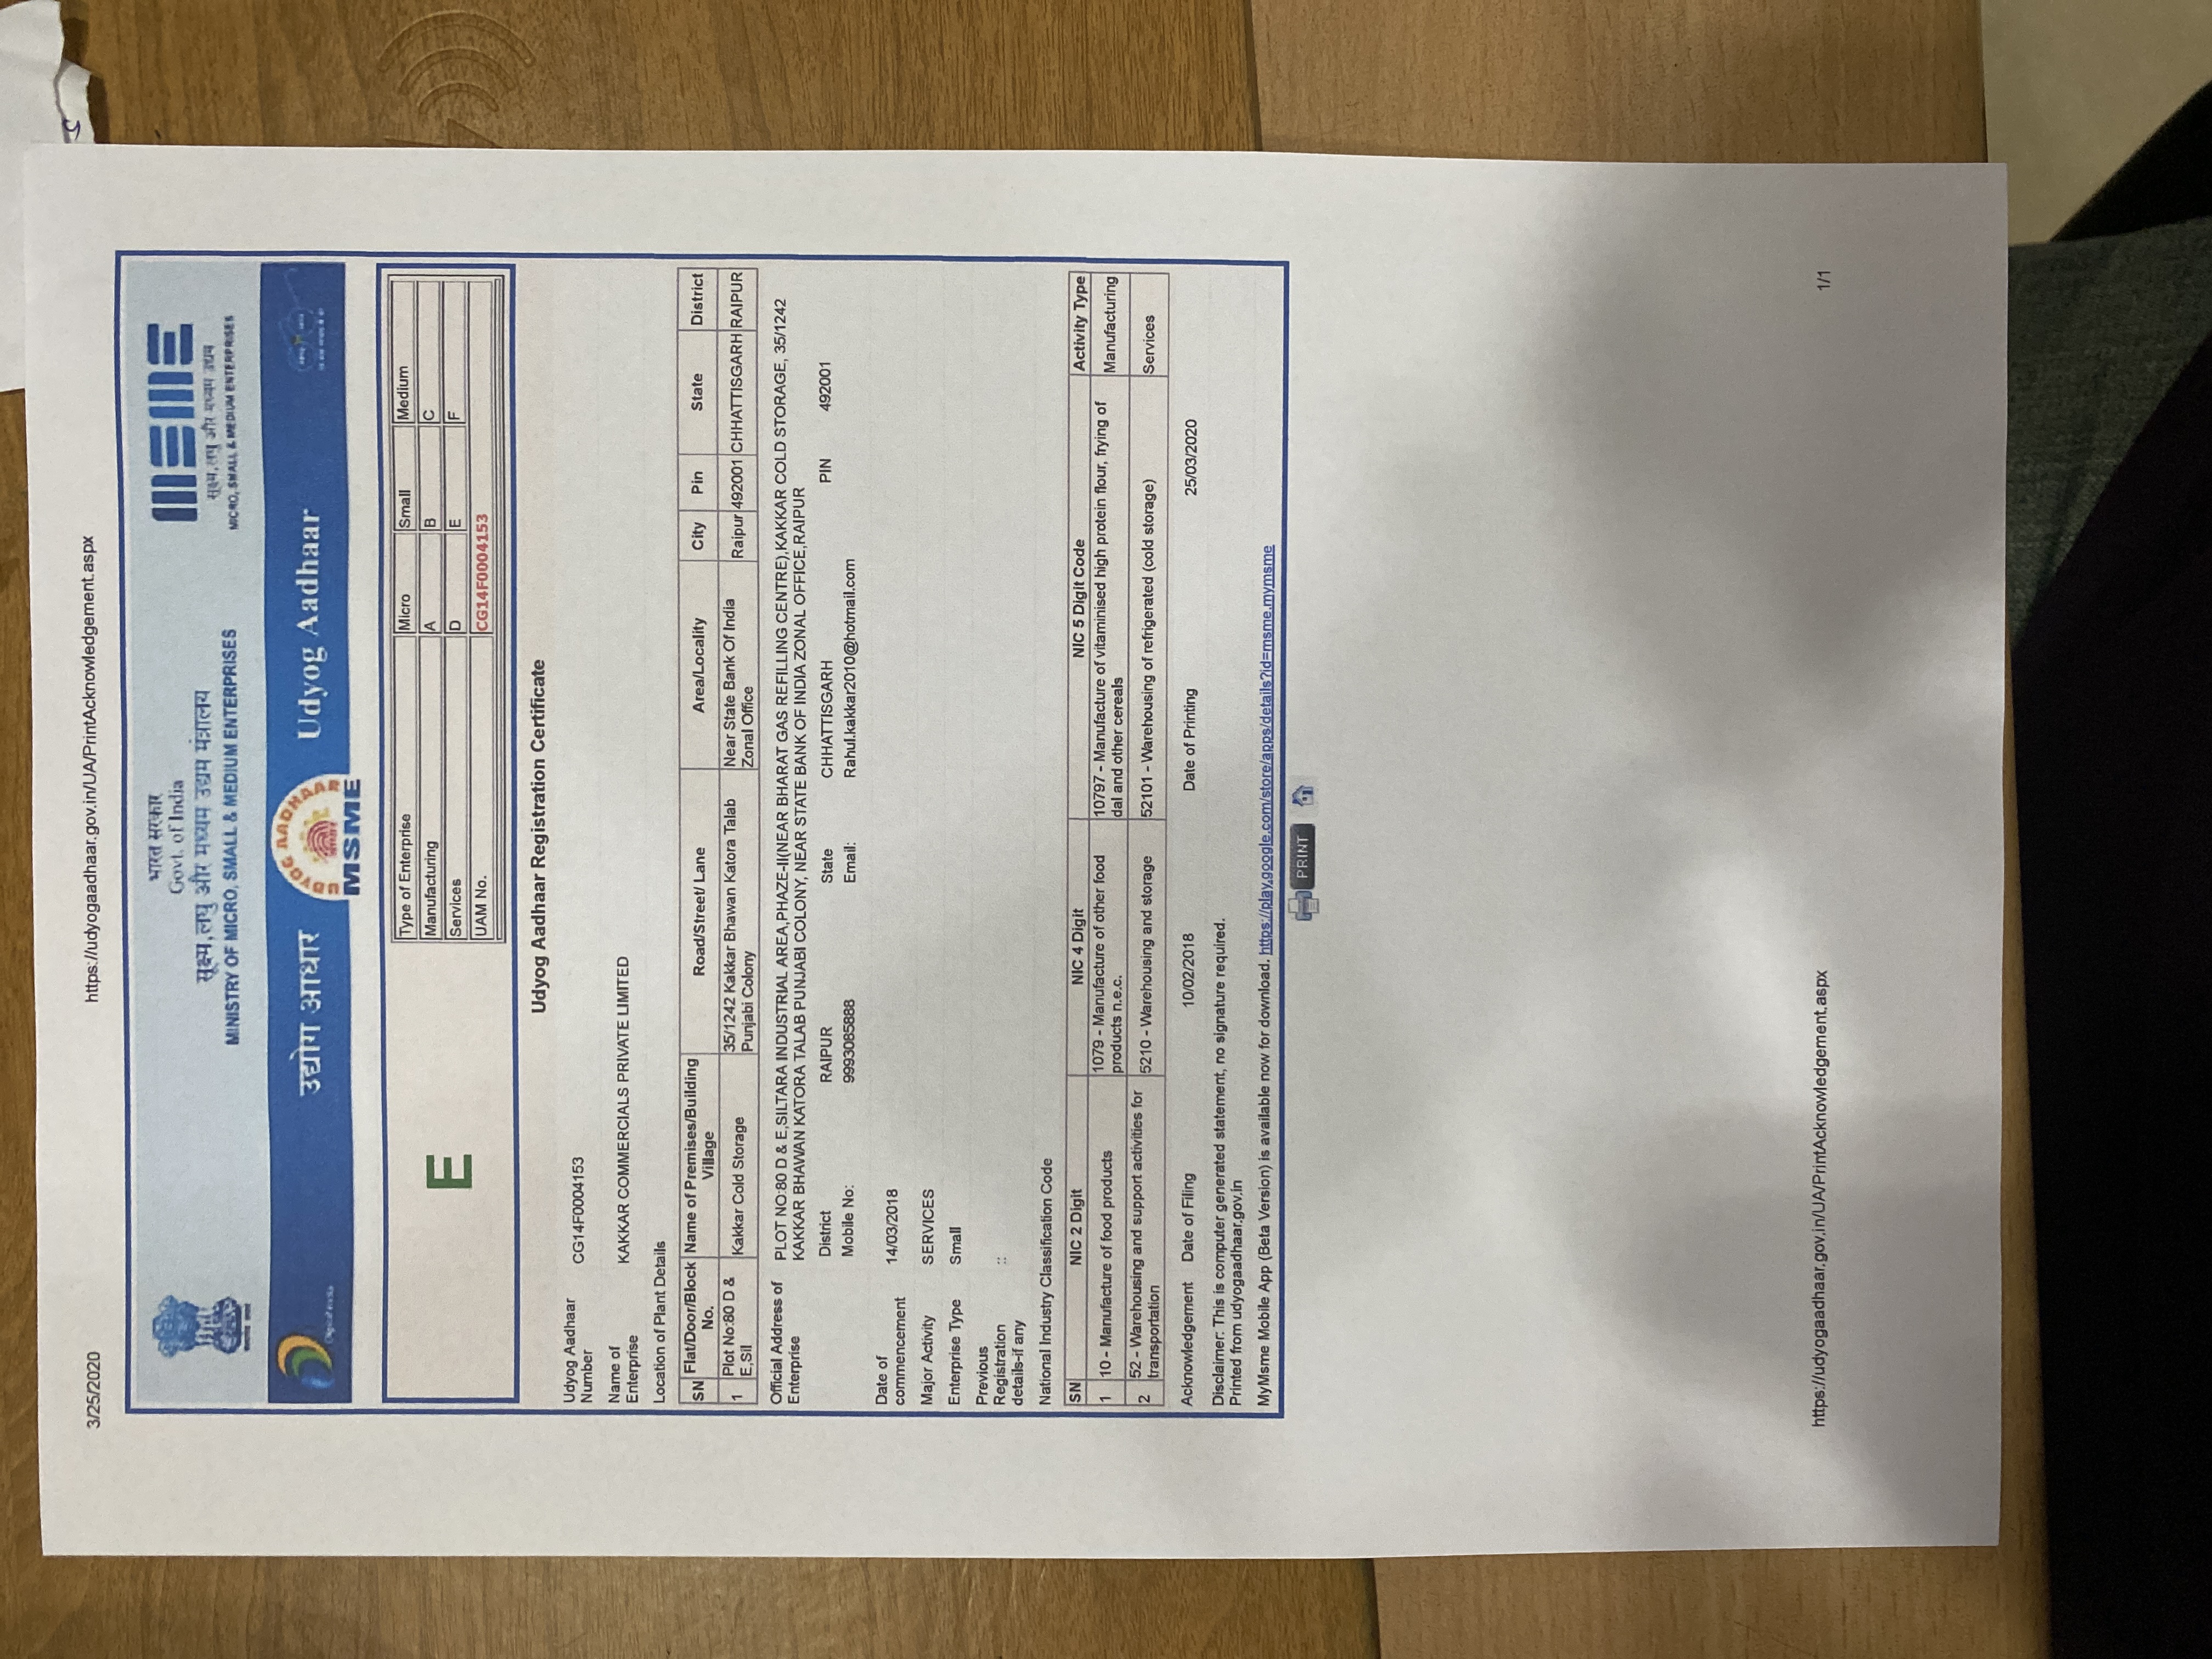 3/25/2020 https://udyogaadhaar.gov.in/UA/PrintAcknowledgement.aspx
भारत सरकार
Govt. of India
सूक्ष्म,लघु और मध्यम उद्यम मंत्रालय
MINISTRY OF MICRO, SMALL & MEDIUM ENTERPRISES
MSME
सूक्ष्म,लघु और मध्यम उद्यम
MICRO, SMALL & MEDIUM ENTERPRISES
Digital India
उद्योग आधार
UDYOG AADHAAR
MSME
Udyog Aadhaar
E
Type of Enterprise Micro Small Medium
Manufacturing A B C
Services D E F
UAM No. CG14F0004153
Udyog Aadhaar Registration Certificate
Udyog Aadhaar
Number CG14F0004153
Name of
Enterprise KAKKAR COMMERCIALS PRIVATE LIMITED
Location of Plant Details
SN Flat/Door/Block No. Name of Premises/Building Village Road/Street/ Lane Area/Locality City Pin State District
1 Plot No:80 D & E,Sil Kakkar Cold Storage 35/1242 Kakkar Bhawan Katora Talab Punjabi Colony Near State Bank Of India Zonal Office Raipur 492001 CHHATTISGARH RAIPUR
Official Address of Enterprise PLOT NO:80 D & E,SILTARA INDUSTRIAL AREA,PHAZE-II(NEAR BHARAT GAS REFILLING CENTRE),KAKKAR COLD STORAGE, 35/1242
KAKKAR BHAWAN KATORA TALAB PUNJABI COLONY, NEAR STATE BANK OF INDIA ZONAL OFFICE,RAIPUR
District RAIPUR State CHHATTISGARH PIN 492001
Mobile No: 9993085888 Email: Rahul.kakkar2010@hotmail.com
Date of
commencement 14/03/2018
Major Activity SERVICES
Enterprise Type Small
Previous
Registration ::
details-if any
National Industry Classification Code
SN NIC 2 Digit NIC 4 Digit NIC 5 Digit Code Activity Type
1 10 - Manufacture of food products 1079 - Manufacture of other food products n.e.c. 10797 - Manufacture of vitaminised high protein flour, frying of dal and other cereals Manufacturing
2 52 - Warehousing and support activities for transportation 5210 - Warehousing and storage 52101 - Warehousing of refrigerated (cold storage) Services
Acknowledgement Date of Filing 10/02/2018 Date of Printing 25/03/2020
Disclaimer: This is computer generated statement, no signature required.
Printed from udyogaadhaar.gov.in
MyMsme Mobile App (Beta Version) is available now for download. https://play.google.com/store/apps/details?id=msme.mymsme
PRINT
https://udyogaadhaar.gov.in/UA/PrintAcknowledgement.aspx 1/1